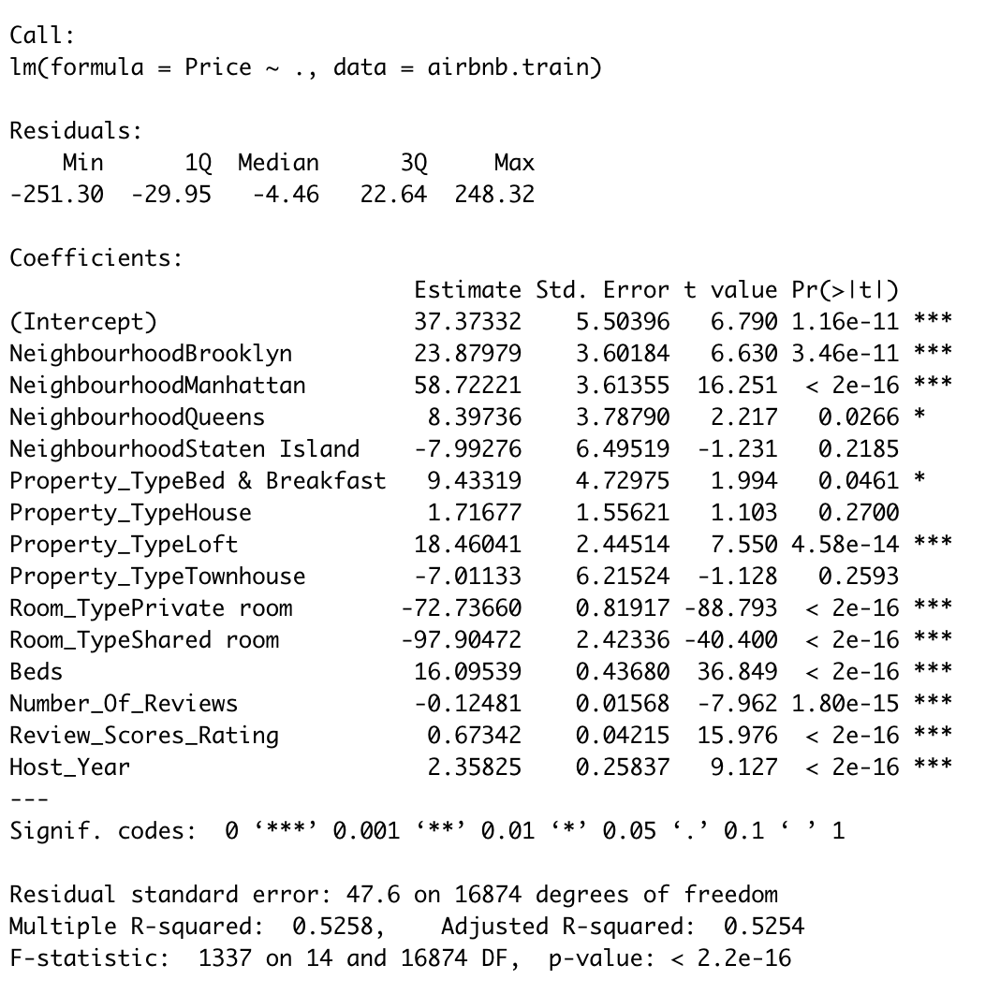 Call:
lm(formula = Price ~ ., data = airbnb.train)
Residuals:
Min 1Q Median 3Q Max
-251.30 -29.95 -4.46 22.64 248.32
Coefficients:
Estimate Std. Error t value Pr(>|t|)
(Intercept) 37.37332 5.50396 6.790 1.16e-11 ***
NeighbourhoodBrooklyn 23.87979 3.60184 6.630 3.46e-11 ***
NeighbourhoodManhattan 58.72221 3.61355 16.251 < 2e-16 ***
NeighbourhoodQueens 8.39736 3.78790 2.217 0.0266 *
NeighbourhoodStaten Island -7.99276 6.49519 -1.231 0.2185
Property_TypeBed & Breakfast 9.43319 4.72975 1.994 0.0461 *
Property_TypeHouse 1.71677 1.55621 1.103 0.2700
Property_TypeLoft 18.46041 2.44514 7.550 4.58e-14 ***
Property_TypeTownhouse -7.01133 6.21524 -1.128 0.2593
Room_TypePrivate room -72.73660 0.81917 -88.793 < 2e-16 ***
Room_TypeShared room -97.90472 2.42336 -40.400 < 2e-16 ***
Beds 16.09539 0.43680 36.849 < 2e-16 ***
Number_Of_Reviews -0.12481 0.01568 -7.962 1.80e-15 ***
Review_Scores_Rating 0.67342 0.04215 15.976 < 2e-16 ***
Host_Year 2.35825 0.25837 9.127 < 2e-16 ***
---
Signif. codes: 0 ‘***’ 0.001 ‘**’ 0.01 ‘*’ 0.05 ‘.’ 0.1 ‘ ’ 1
Residual standard error: 47.6 on 16874 degrees of freedom
Multiple R-squared: 0.5258, Adjusted R-squared: 0.5254
F-statistic: 1337 on 14 and 16874 DF, p-value: < 2.2e-16